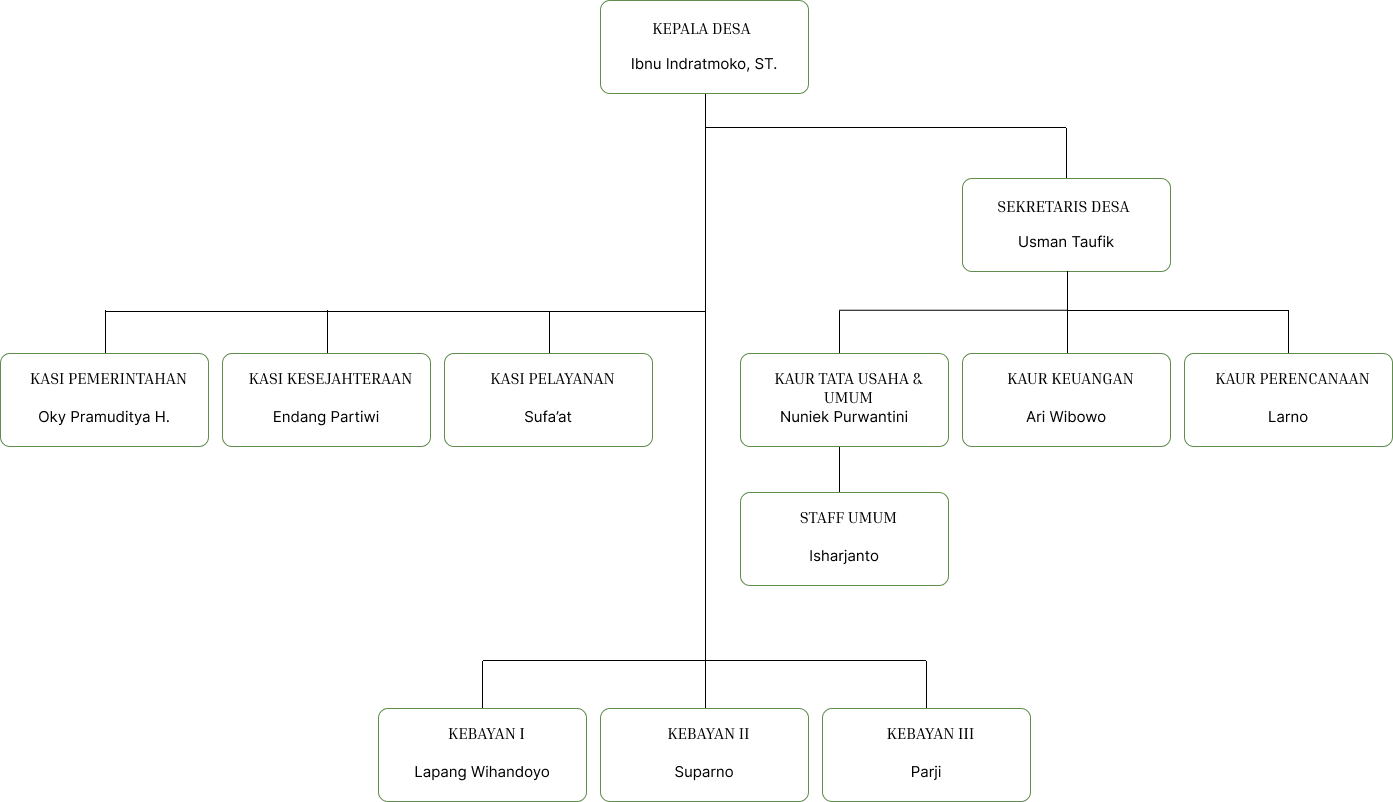 KEPALA DESA
Ibnu Indratmoko, ST.
SEKRETARIS DESA
Usman Taufik
KASI PEMERINTAHAN
Oky Pramuditya H.
KASI KESEJAHTERAAN
Endang Partiwi
KASI PELAYANAN
Sufa’at
KAUR TATA USAHA &
UMUM
Nuniek Purwantini
KAUR KEUANGAN
Ari Wibowo
KAUR PERENCANAAN
Larno
STAFF UMUM
Isharjanto
KEBAYAN I
Lapang Wihandoyo
KEBAYAN II
Suparno
KEBAYAN III
Parji